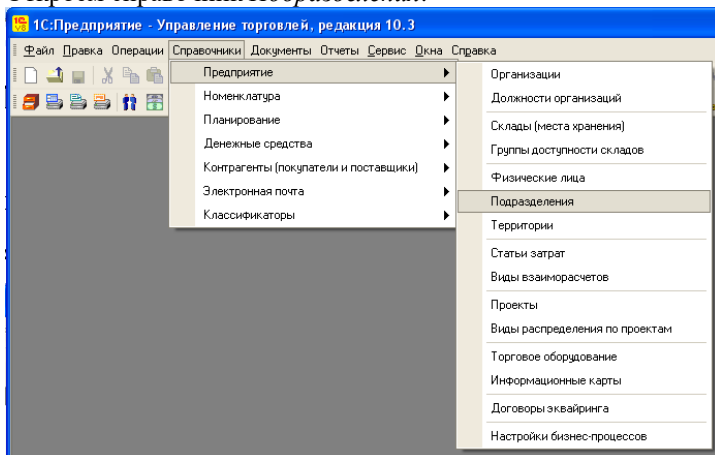 Откроем справочник Подразделения.
1С:Предприятие - Управление торговлей, редакция 10.3
Файл Правка Операции Справочники Документы Отчеты Сервис Окна Справка
Предприятие
Номенклатура
Планирование
Денежные средства
Контрагенты (покупатели и поставщики)
Электронная почта
Классификаторы
Организации
Должности организаций
Склады (места хранения)
Группы доступности складов
Физические лица
Подразделения
Территории
Статьи затрат
Виды взаиморасчетов
Проекты
Виды распределения по проектам
Торговое оборудование
Информационные карты
Договоры эквайринга
Настройки бизнес-процессов